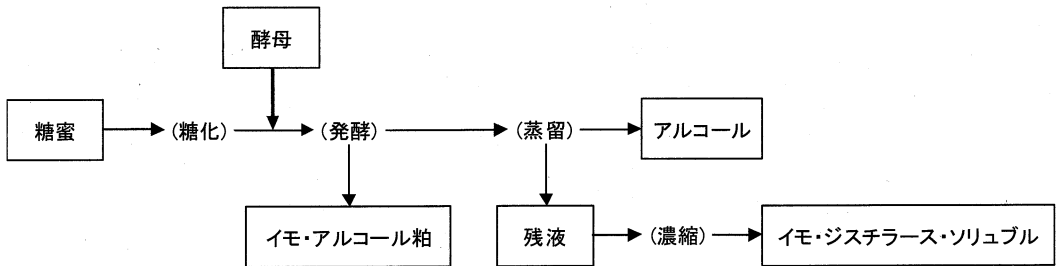 酵母
糖蜜
(糖化)
(発酵)
(蒸留)
アルコール
イモ・アルコール粕
残液
(濃縮)
イモ・ジスチラース・ソリュブル